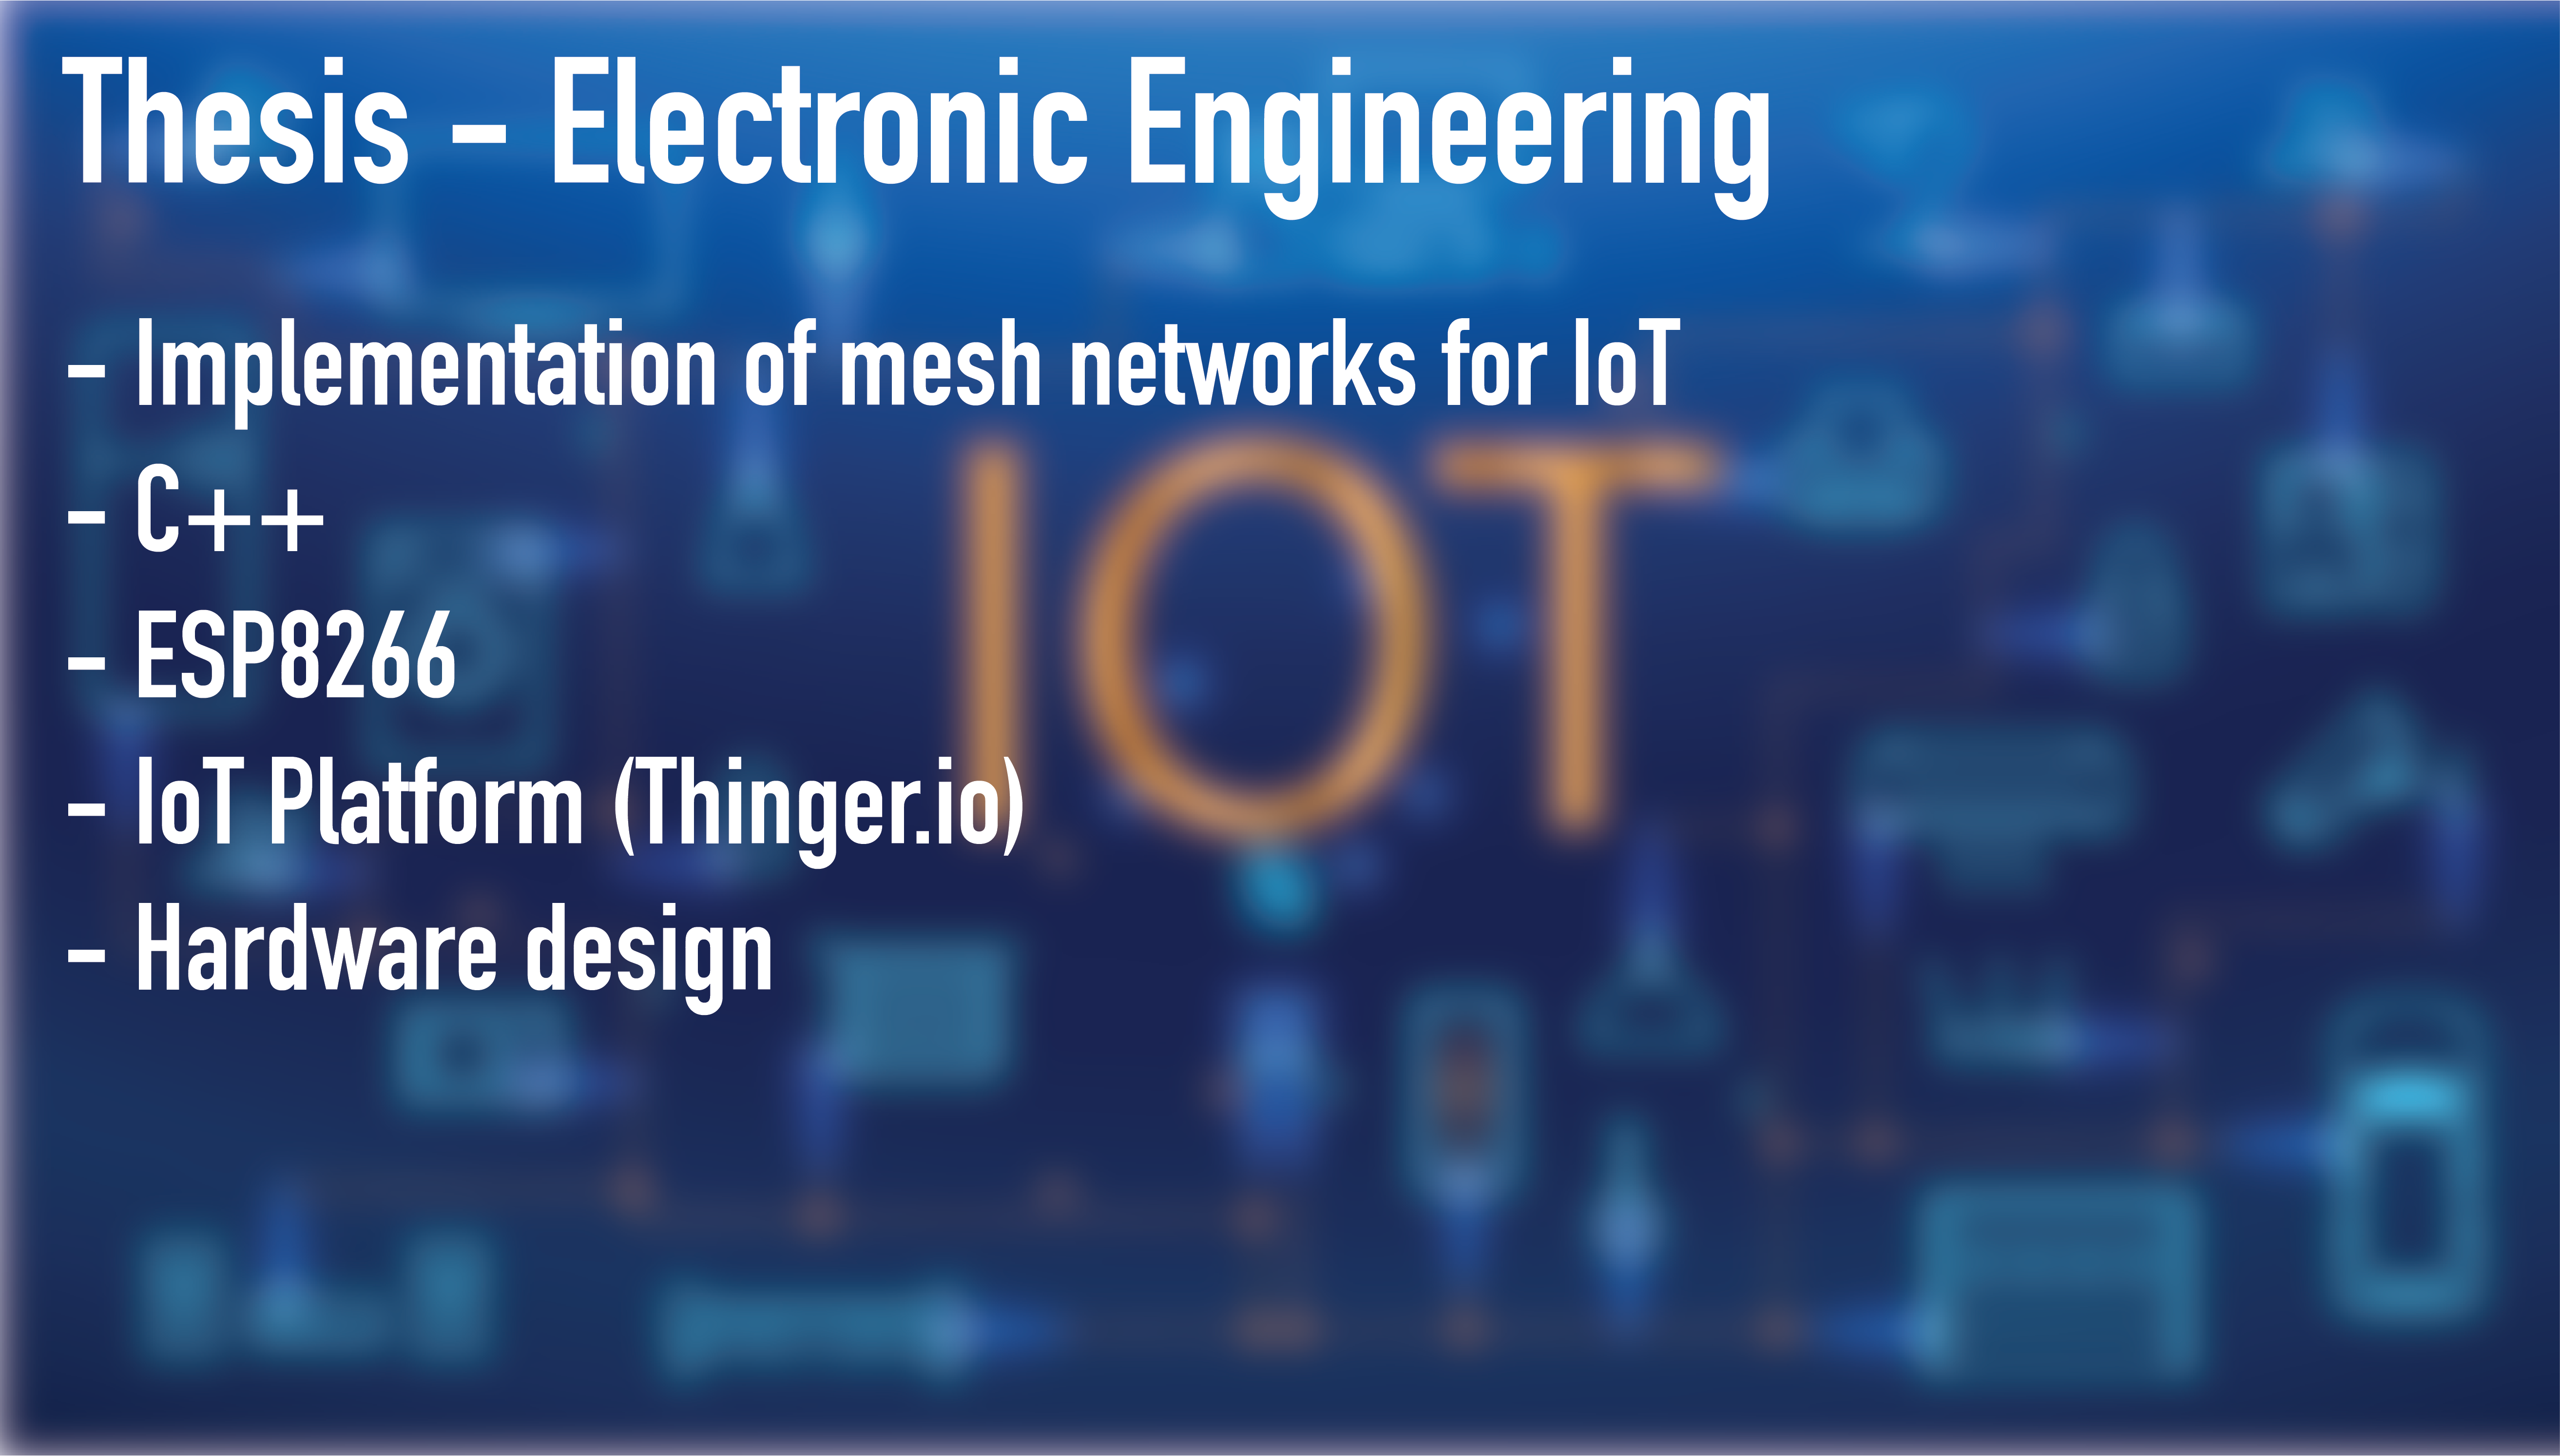 Thesis – Electronic Engineering
– Implementation of mesh networks for IoT
IOT
– C++
– ESP8266
– IoT Platform (Thinger.io)
– Hardware design